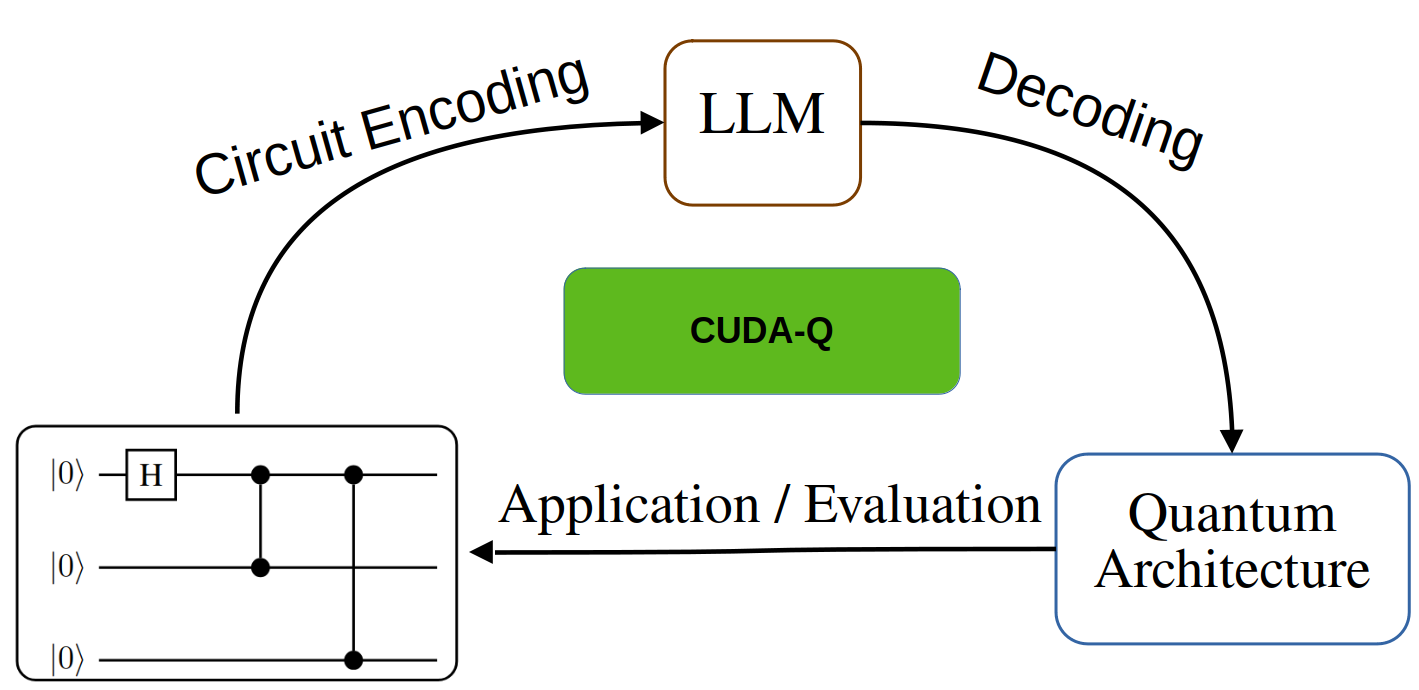 Circuit Encoding
LLM
Decoding
CUDA-Q
|0⟩
H
|0⟩
|0⟩
Application / Evaluation
Quantum
Architecture